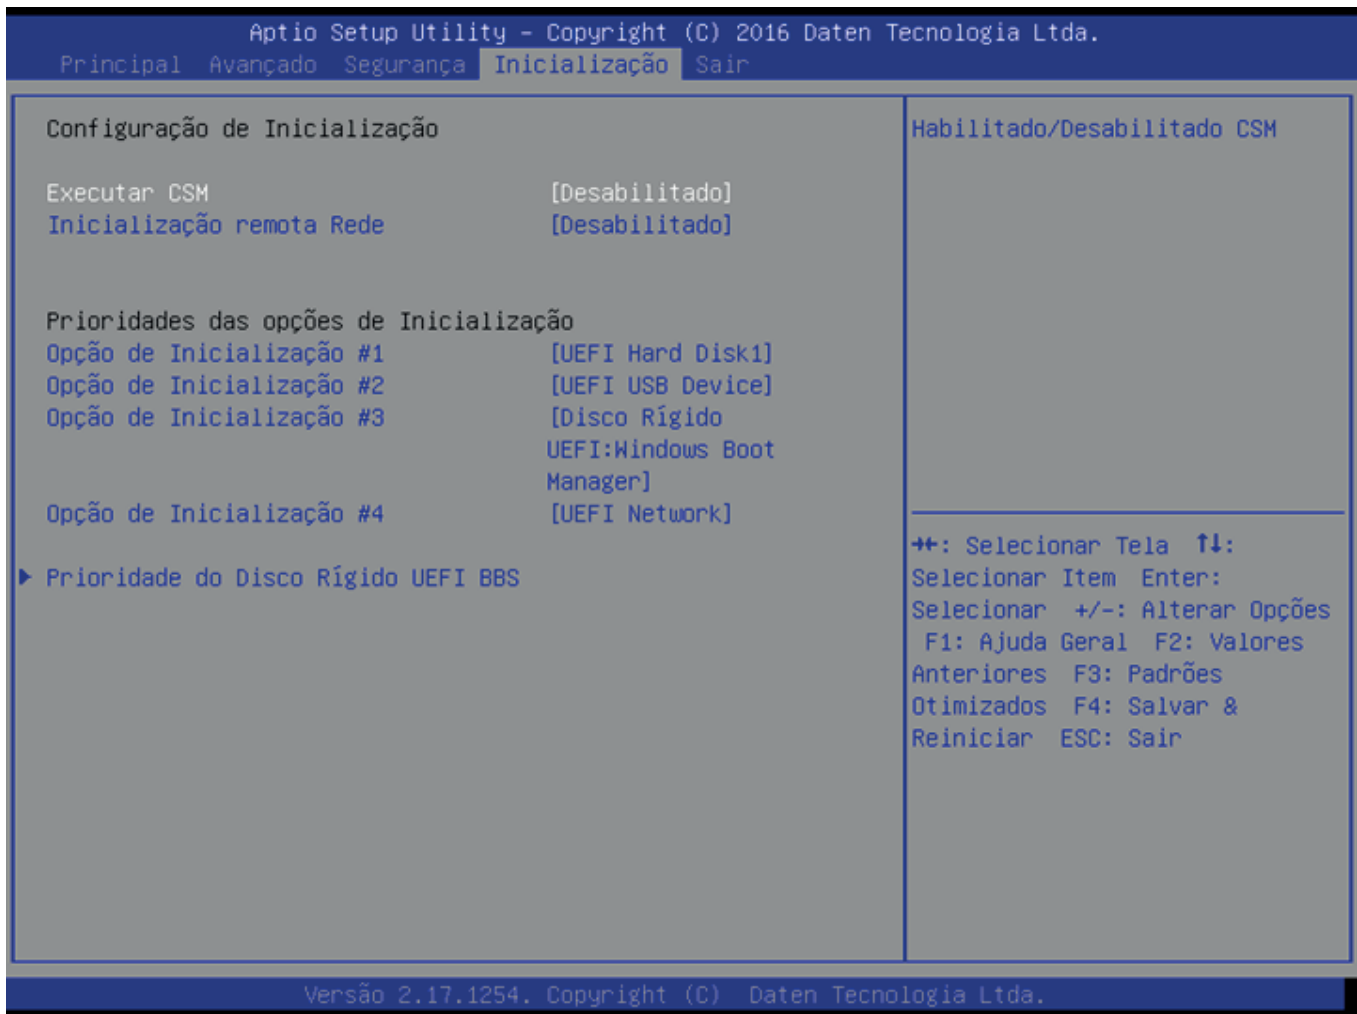 Aptio Setup Utility – Copyright (C) 2016 Daten Tecnologia Ltda.
Principal Avançado Segurança Inicialização Sair
Configuração de Inicialização
Executar CSM [Desabilitado]
Inicialização remota Rede [Desabilitado]
Prioridades das opções de Inicialização
Opção de Inicialização #1 [UEFI Hard Disk1]
Opção de Inicialização #2 [UEFI USB Device]
Opção de Inicialização #3 [Disco Rígido
UEFI:Windows Boot
Manager]
Opção de Inicialização #4 [UEFI Network]
Prioridade do Disco Rígido UEFI BBS
Habilitado/Desabilitado CSM
→←: Selecionar Tela ↑↓:
Selecionar Item Enter:
Selecionar +/-: Alterar Opções
F1: Ajuda Geral F2: Valores
Anteriores F3: Padrões
Otimizados F4: Salvar &
Reiniciar ESC: Sair
Versão 2.17.1254. Copyright (C) Daten Tecnologia Ltda.